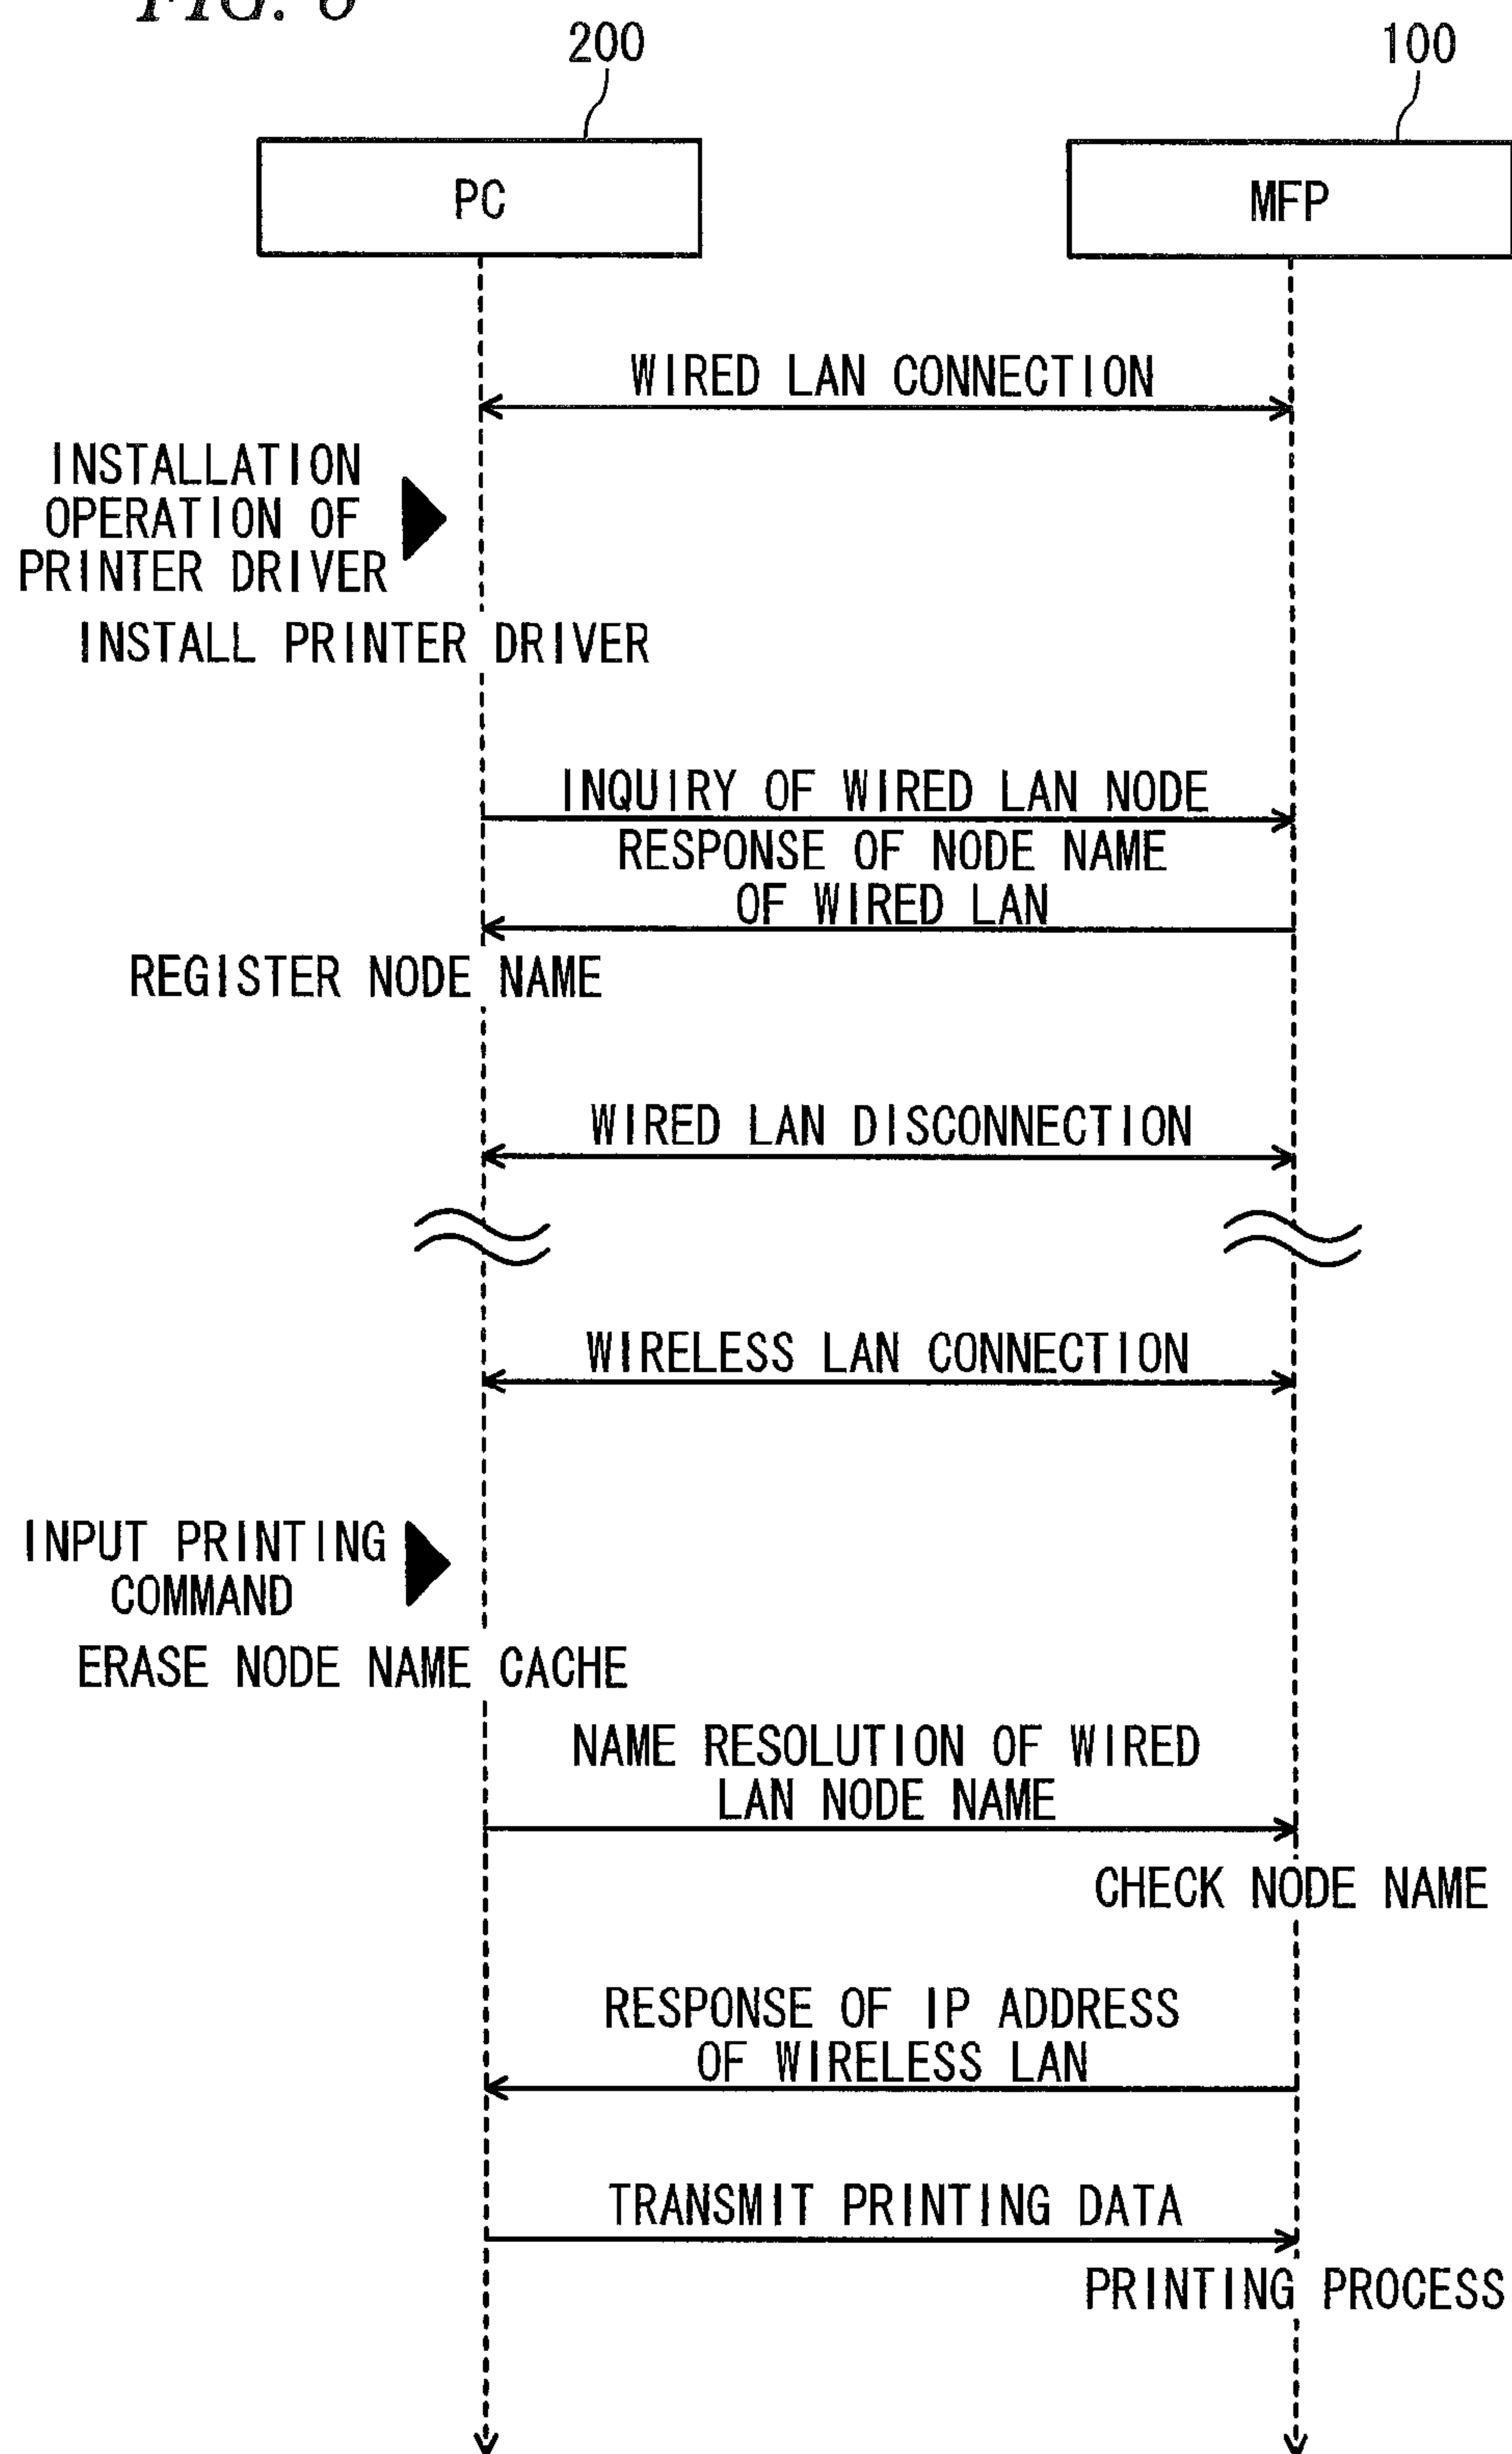 200
100
PC
MFP
WIRED LAN CONNECTION
INSTALLATION
OPERATION OF
PRINTER DRIVER
INSTALL PRINTER DRIVER
INQUIRY OF WIRED LAN NODE
RESPONSE OF NODE NAME
OF WIRED LAN
REGISTER NODE NAME
WIRED LAN DISCONNECTION
WIRELESS LAN CONNECTION
INPUT PRINTING
COMMAND
ERASE NODE NAME CACHE
NAME RESOLUTION OF WIRED
LAN NODE NAME
CHECK NODE NAME
RESPONSE OF IP ADDRESS
OF WIRELESS LAN
TRANSMIT PRINTING DATA
PRINTING PROCESS